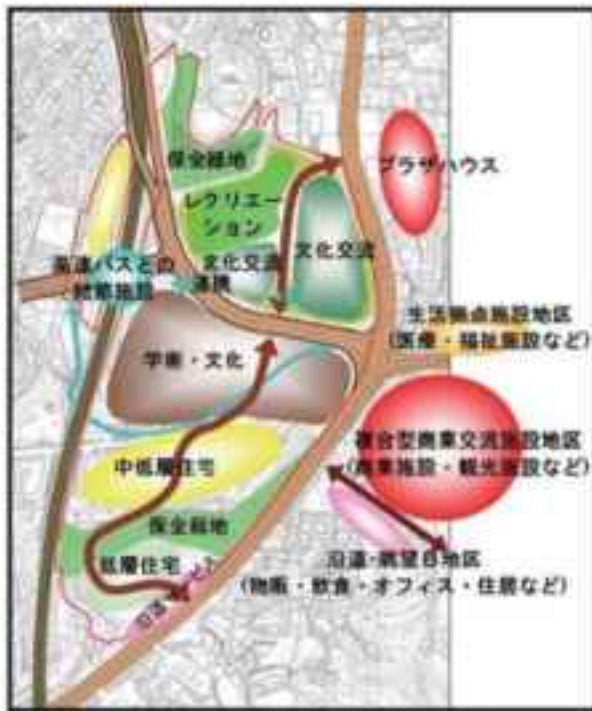 保全緑地
プラザハウス
レクリエー
ション
文化交流
文化交流
連携
高速バスとの
結節施設
生活拠点施設地区
(医療・福祉施設など)
学術・文化
複合型商業交流施設地区
(商業施設・観光施設など)
中低層住宅
保全緑地
低層住宅
沿道・眺望B地区
(物販・飲食・オフィス・住居など)